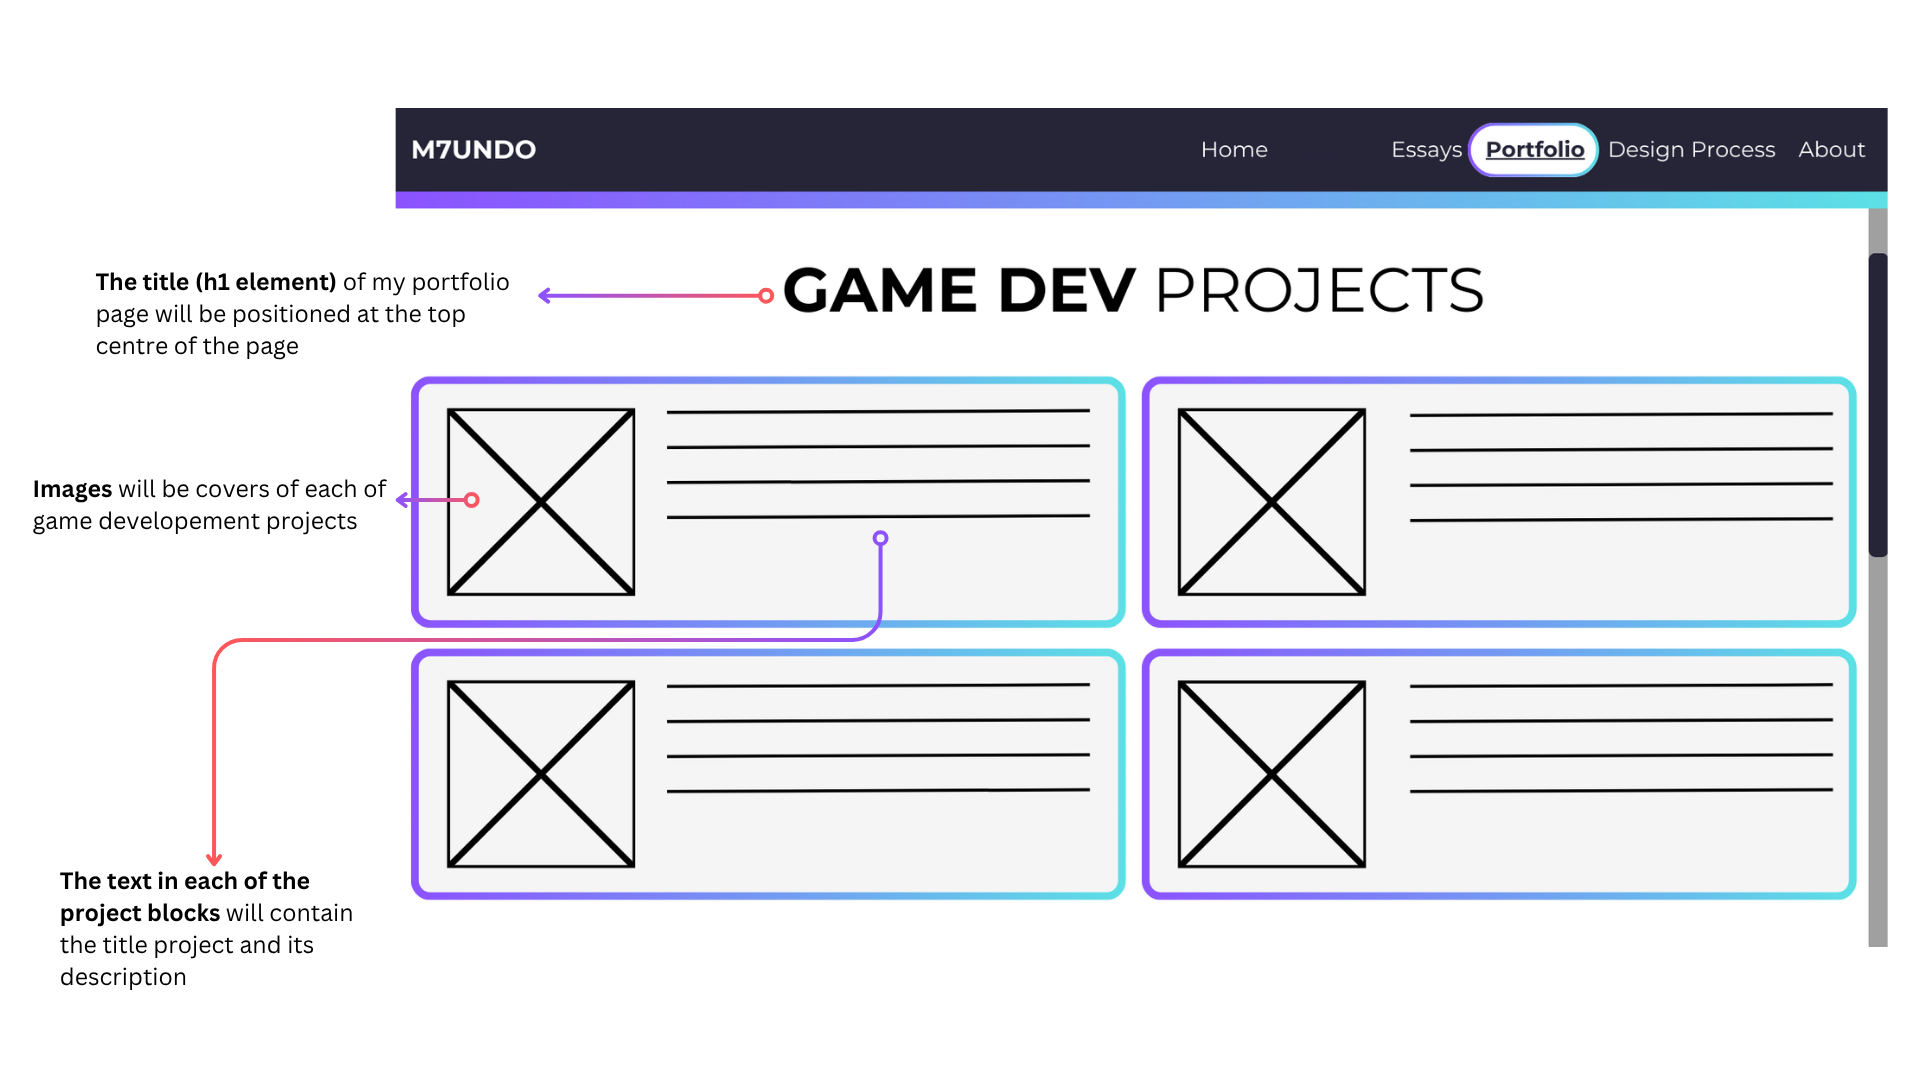 M7UNDO
Home Essays Portfolio Design Process About
GAME DEV PROJECTS
The title (h1 element) of my portfolio
page will be positioned at the top
centre of the page
Images will be covers of each of
game developement projects
The text in each of the
project blocks will contain
the title project and its
description